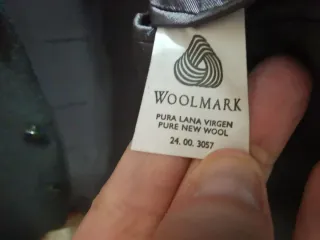 WOOLMARK
PURA LANA VIRGEN
PURE NEW WOOL
24. 00. 3057